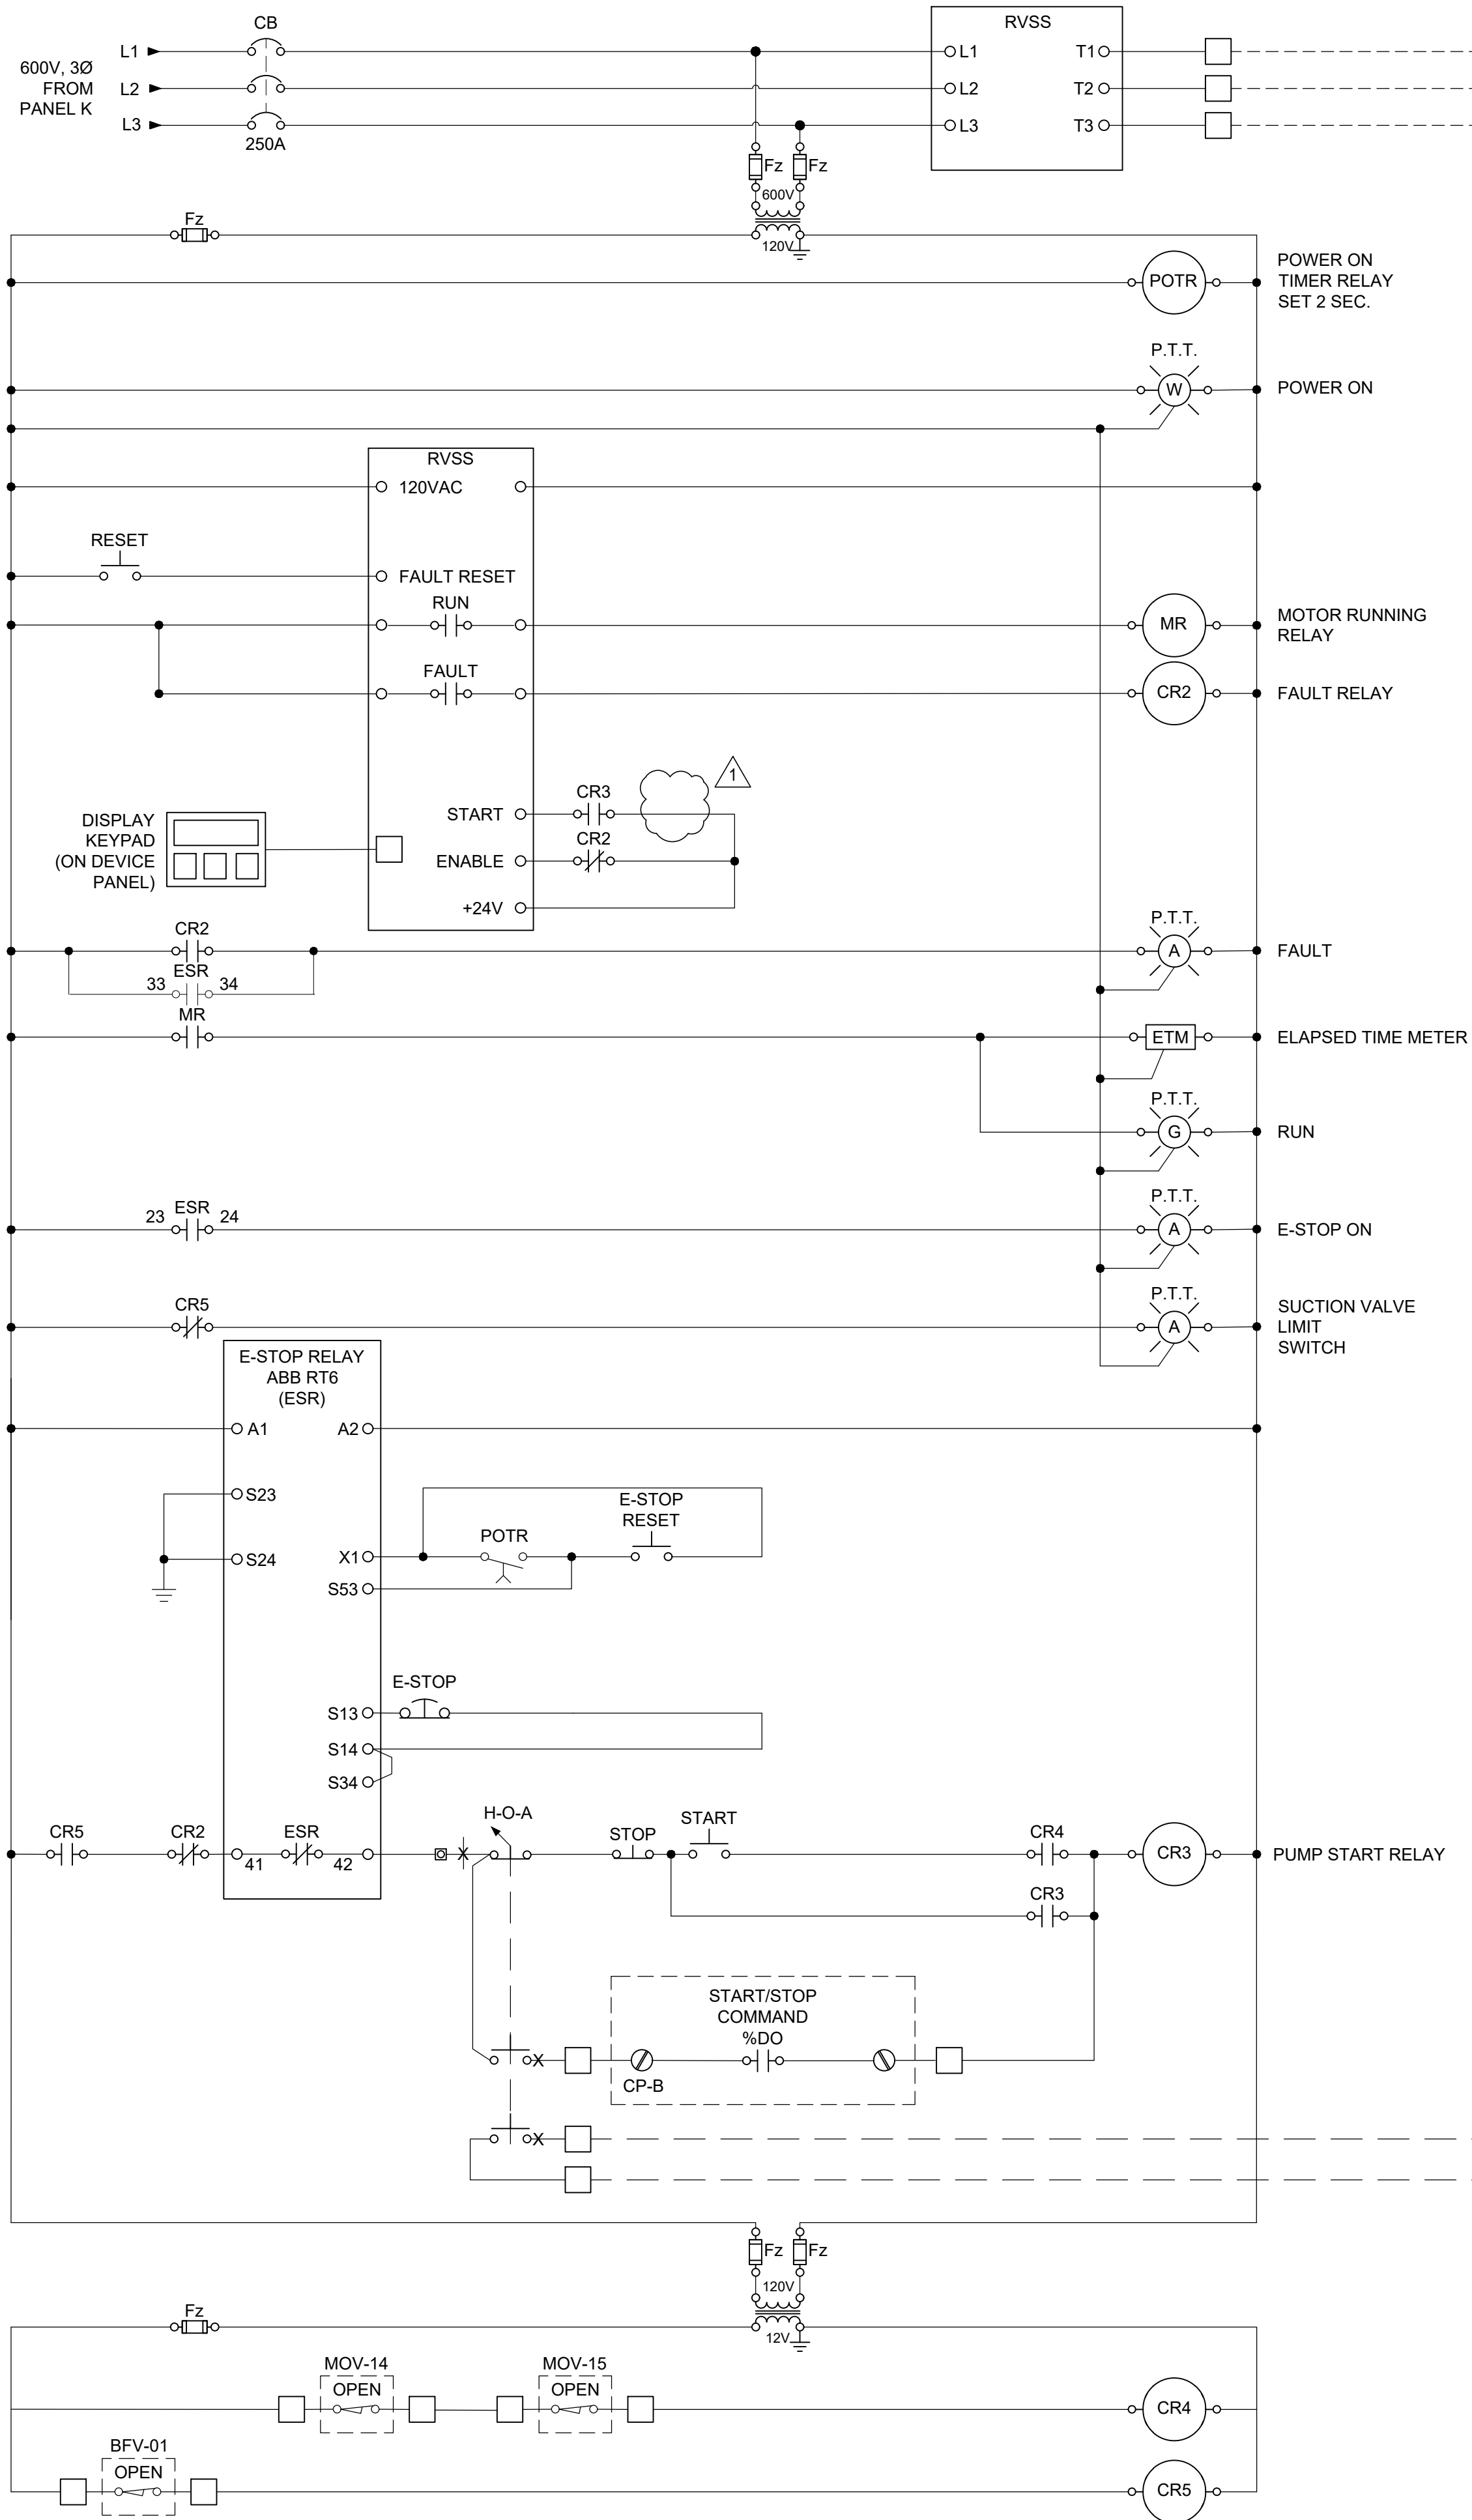 CB
RVSS
L1
L1
T1
600V, 3Ø
FROM
PANEL K
L2
L2
T2
L3
L3
T3
250A
Fz
Fz
600V
Fz
120V
POTR
POWER ON
TIMER RELAY
SET 2 SEC.
P.T.T.
W
POWER ON
RVSS
120VAC
RESET
FAULT RESET
RUN
MR
MOTOR RUNNING
RELAY
FAULT
CR2
FAULT RELAY
1
CR3
START
DISPLAY
KEYPAD
(ON DEVICE
PANEL)
CR2
ENABLE
+24V
CR2
P.T.T.
A
FAULT
ESR
33
34
MR
ETM
ELAPSED TIME METER
P.T.T.
G
RUN
ESR
23
24
P.T.T.
A
E-STOP ON
CR5
P.T.T.
A
SUCTION VALVE
LIMIT
SWITCH
E-STOP RELAY
ABB RT6
(ESR)
A1
A2
S23
E-STOP
RESET
POTR
S24
X1
S53
E-STOP
S13
S14
S34
H-O-A
CR5
CR2
ESR
41
42
X
STOP
START
CR4
CR3
PUMP START RELAY
CR3
START/STOP
COMMAND
%DO
X
CP-B
X
Fz
Fz
120V
Fz
12V
MOV-14
OPEN
MOV-15
OPEN
CR4
BFV-01
OPEN
CR5